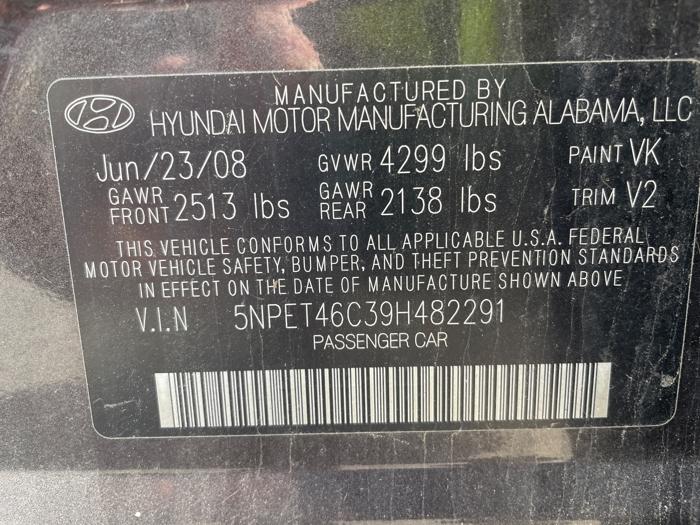 MANUFACTURED BY
HYUNDAI MOTOR MANUFACTURING ALABAMA, LLC
Jun/23/08 GVWR 4299 lbs PAINT VK
GAWR FRONT 2513 lbs GAWR REAR 2138 lbs TRIM V2
THIS VEHICLE CONFORMS TO ALL APPLICABLE U.S.A. FEDERAL
MOTOR VEHICLE SAFETY, BUMPER, AND THEFT PREVENTION STANDARDS
IN EFFECT ON THE DATE OF MANUFACTURE SHOWN ABOVE
V.I.N 5NPET46C39H482291
PASSENGER CAR